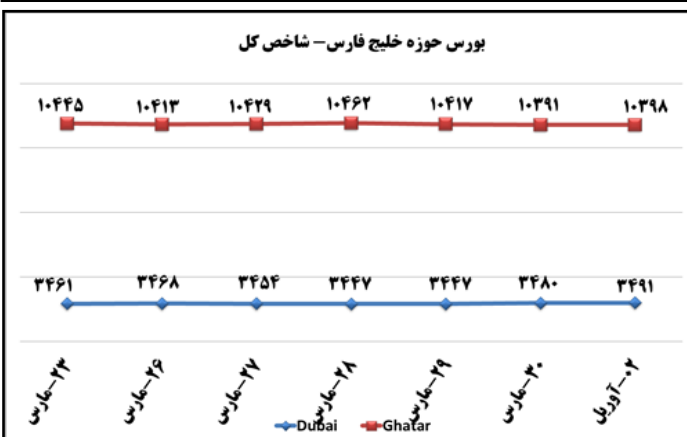 بورس حوزه خلیج فارس – شاخص کل
۱۰۴۴۵ ۱۰۴۱۳ ۱۰۴۲۹ ۱۰۴۶۲ ۱۰۴۱۷ ۱۰۳۹۱ ۱۰۳۹۸
۳۴۶۱ ۳۴۶۸ ۳۴۵۴ ۳۴۴۷ ۳۴۴۷ ۳۴۸۰ ۳۴۹۱
۲۳-مارس ۲۶-مارس ۲۷-مارس ۲۸-مارس ۲۹-مارس ۳۰-مارس ۰۲-آوریل
Dubai Ghatar